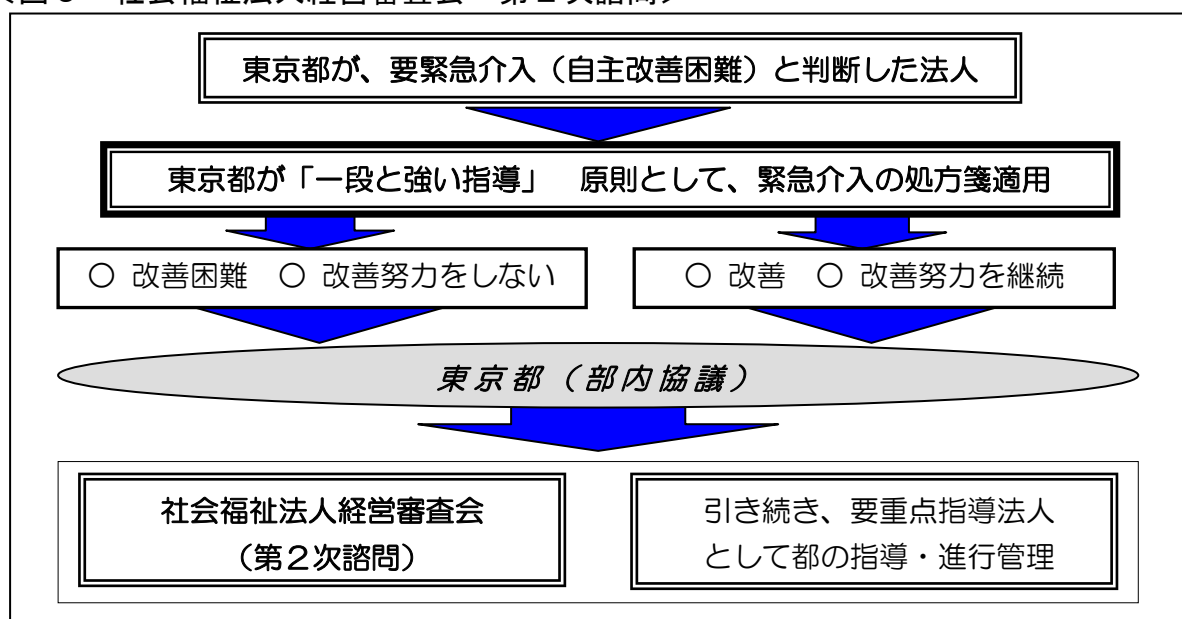 東京都が、要緊急介入（自主改善困難）と判断した法人
東京都が「一段と強い指導」　原則として、緊急介入の処方箋適用
○ 改善困難　○ 改善努力をしない
○ 改善　○ 改善努力を継続
東京都（部内協議）
社会福祉法人経営審査会
（第２次諮問）
引き続き、要重点指導法人
として都の指導・進行管理